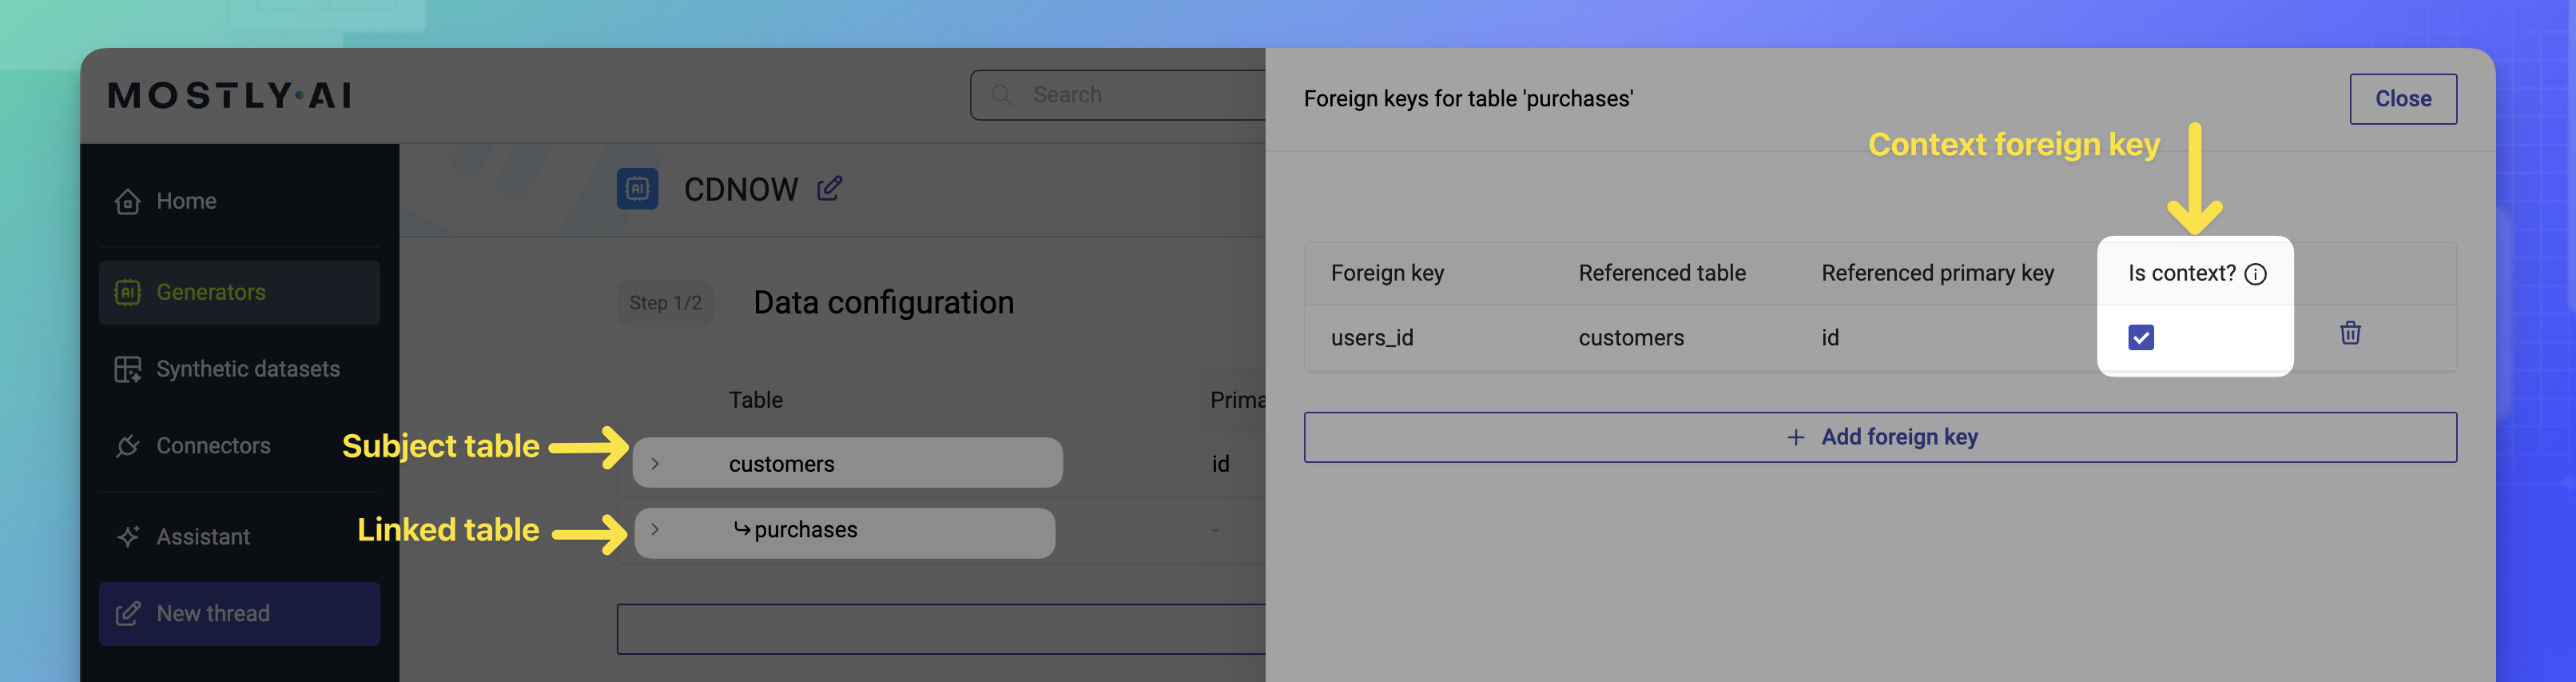 MOSTLY·AI
Search
Home
Generators
Synthetic datasets
Connectors
Assistant
New thread
CDNOW
Step 1/2 Data configuration
Table Prima
Subject table
customers id
Linked table
↳ purchases -
Foreign keys for table 'purchases'
Close
Context foreign key
Foreign key Referenced table Referenced primary key Is context?
users_id customers id
+ Add foreign key